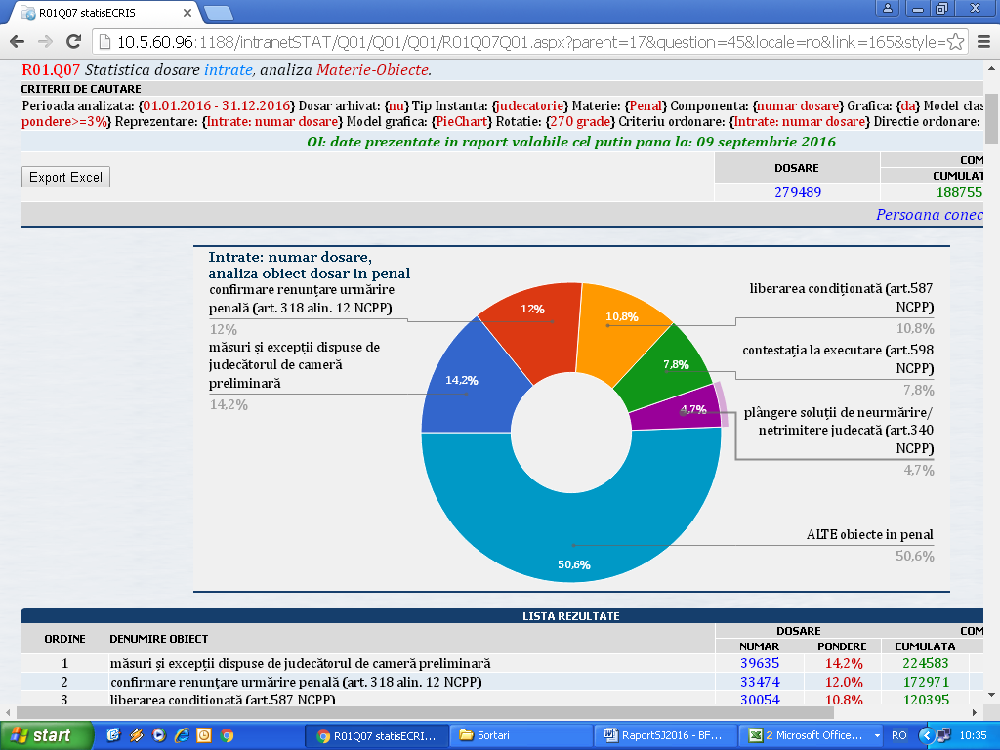 R01Q07 statisECRIS
10.5.60.96:1188/intranetSTAT/Q01/Q01/Q01/R01Q07Q01.aspx?parent=17&question=45&locale=ro&link=165&style=
R01.Q07 Statistica dosare intrate, analiza Materie-Obiecte.
CRITERII DE CAUTARE
Perioada analizata: {01.01.2016 - 31.12.2016} Dosar arhivat: {nu} Tip Instanta: {judecatorie} Materie: {Penal} Componenta: {numar dosare} Grafica: {da} Model clas
pondere>=3%} Reprezentare: {Intrate: numar dosare} Model grafica: {PieChart} Rotatie: {270 grade} Criteriu ordonare: {Intrate: numar dosare} Directie ordonare:
OI: date prezentate in raport valabile cel putin pana la: 09 septembrie 2016
Export Excel
DOSARE
COM
CUMULAT
279489
188755
Persoana conec
Intrate: numar dosare,
analiza obiect dosar in penal
confirmare renunțare urmărire
penală (art. 318 alin. 12 NCPP)
12%
măsuri și excepții dispuse de
judecătorul de cameră
preliminară
14,2%
12%
10,8%
14,2%
7,8%
4,7%
50,6%
liberarea condiționată (art.587
NCPP)
10,8%
contestația la executare (art.598
NCPP)
7,8%
plângere soluții de neurmărire/
netrimitere judecată (art.340
NCPP)
4,7%
ALTE obiecte in penal
50,6%
LISTA REZULTATE
ORDINE DENUMIRE OBIECT DOSARE COM
NUMAR PONDERE CUMULATA
1 măsuri și excepții dispuse de judecătorul de cameră preliminară 39635 14,2% 224583
2 confirmare renunțare urmărire penală (art. 318 alin. 12 NCPP) 33474 12,0% 172971
3 liberarea condiționată (art.587 NCPP) 30054 10,8% 120395
start
R01Q07 statisECRI...
Sortari
RaportSJ2016 - BF...
2 Microsoft Office...
RO
10:35